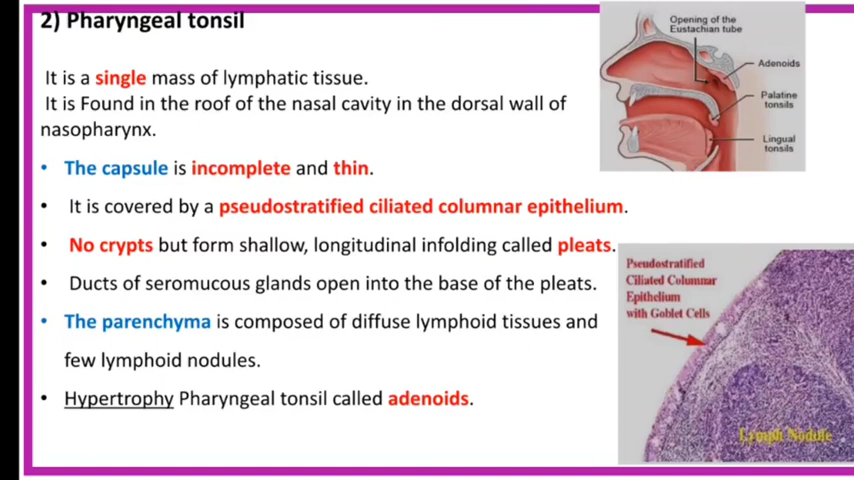 2) Pharyngeal tonsil
It is a single mass of lymphatic tissue.
It is Found in the roof of the nasal cavity in the dorsal wall of
nasopharynx.
• The capsule is incomplete and thin.
• It is covered by a pseudostratified ciliated columnar epithelium.
• No crypts but form shallow, longitudinal infolding called pleats.
• Ducts of seromucous glands open into the base of the pleats.
• The parenchyma is composed of diffuse lymphoid tissues and
few lymphoid nodules.
• Hypertrophy Pharyngeal tonsil called adenoids.
Opening of the
Eustachian tube
Adenoids
Palatine
tonsils
Lingual
tonsils
Pseudostratified
Ciliated Columnar
Epithelium
with Goblet Cells
Lymph Nodule